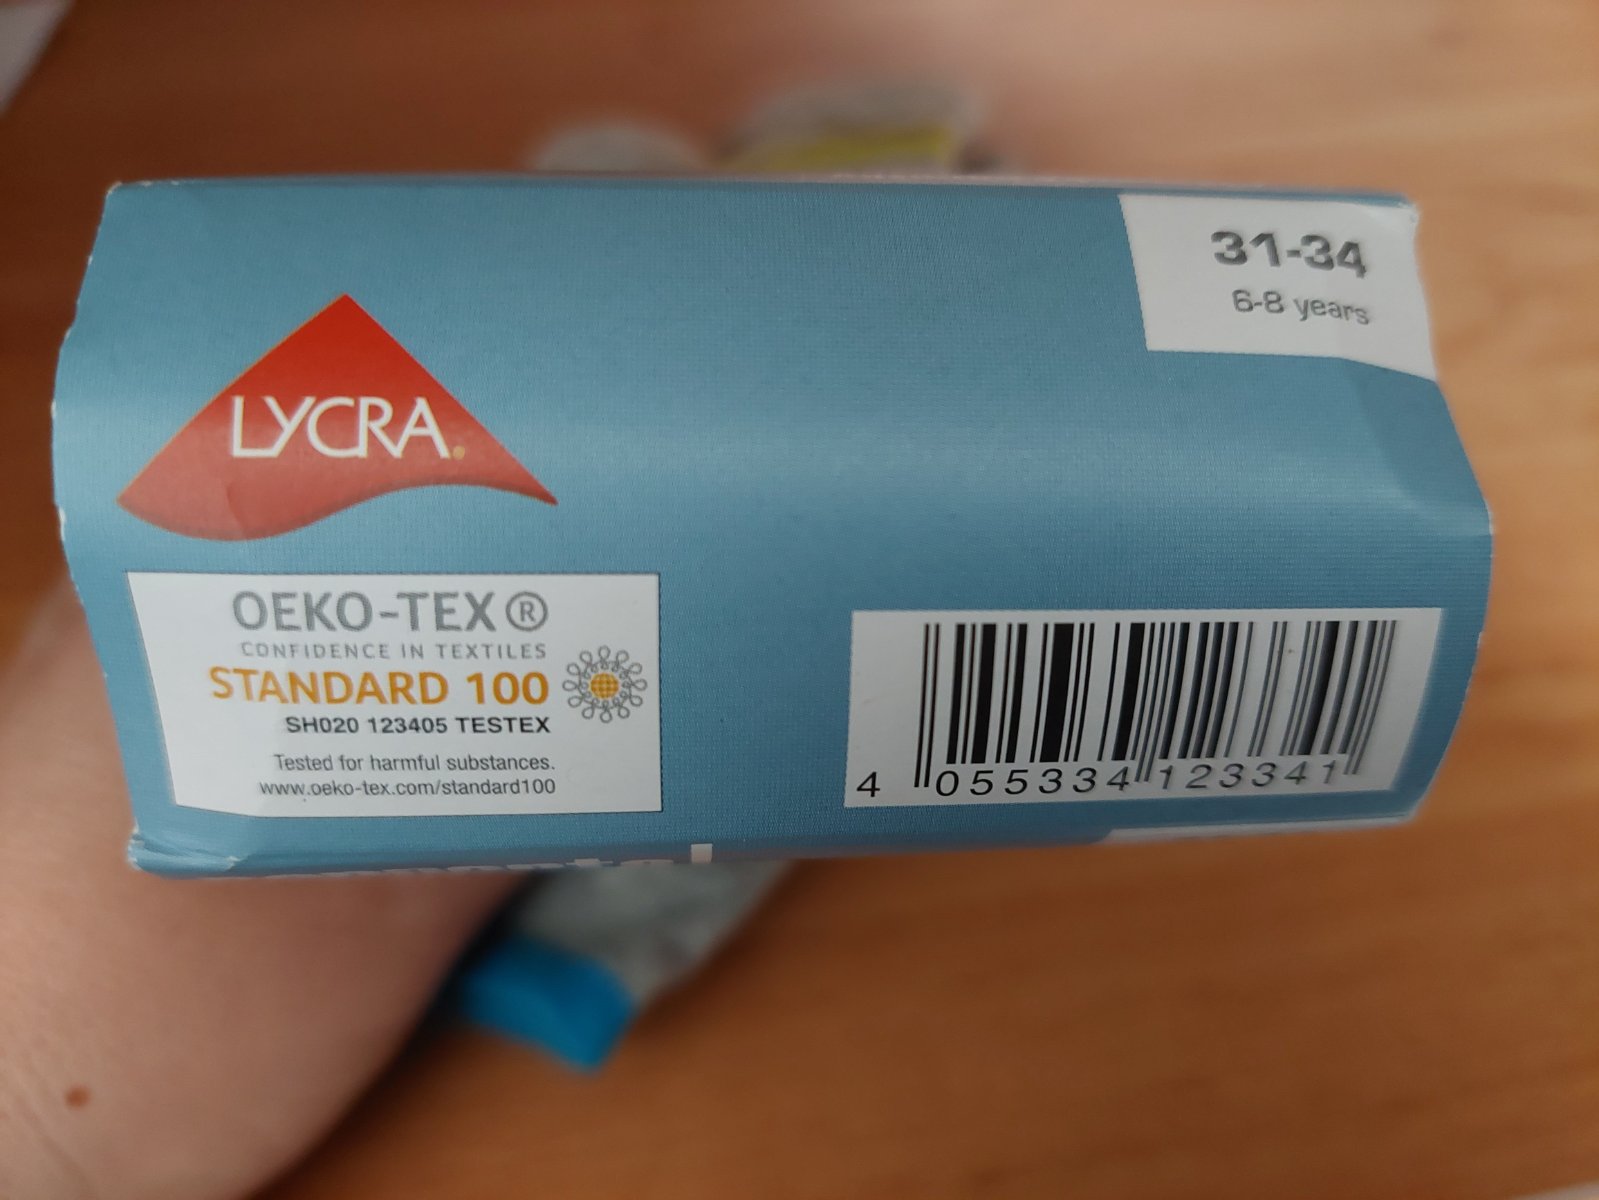 31-34
6-8 years
LYCRA®
OEKO-TEX®
CONFIDENCE IN TEXTILES
STANDARD 100
SH020 123405 TESTEX
Tested for harmful substances.
www.oeko-tex.com/standard100
4 055334 123341